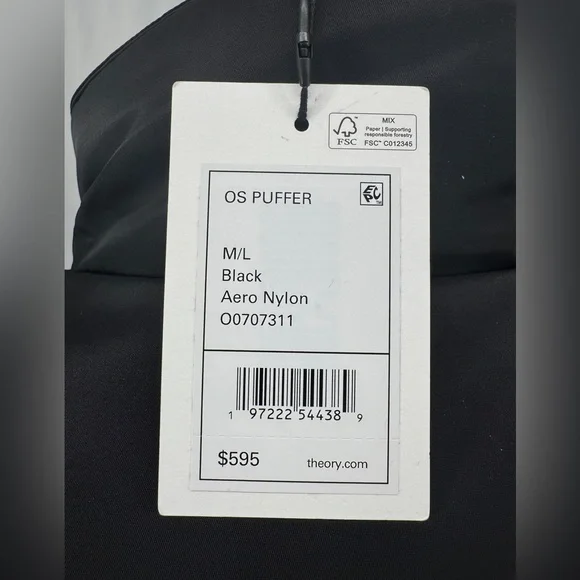 MIX
Paper | Supporting
responsible forestry
FSC™ C012345
FSC
OS PUFFER
M/L
Black
Aero Nylon
O0707311
1 97222 54438 9
$595
theory.com